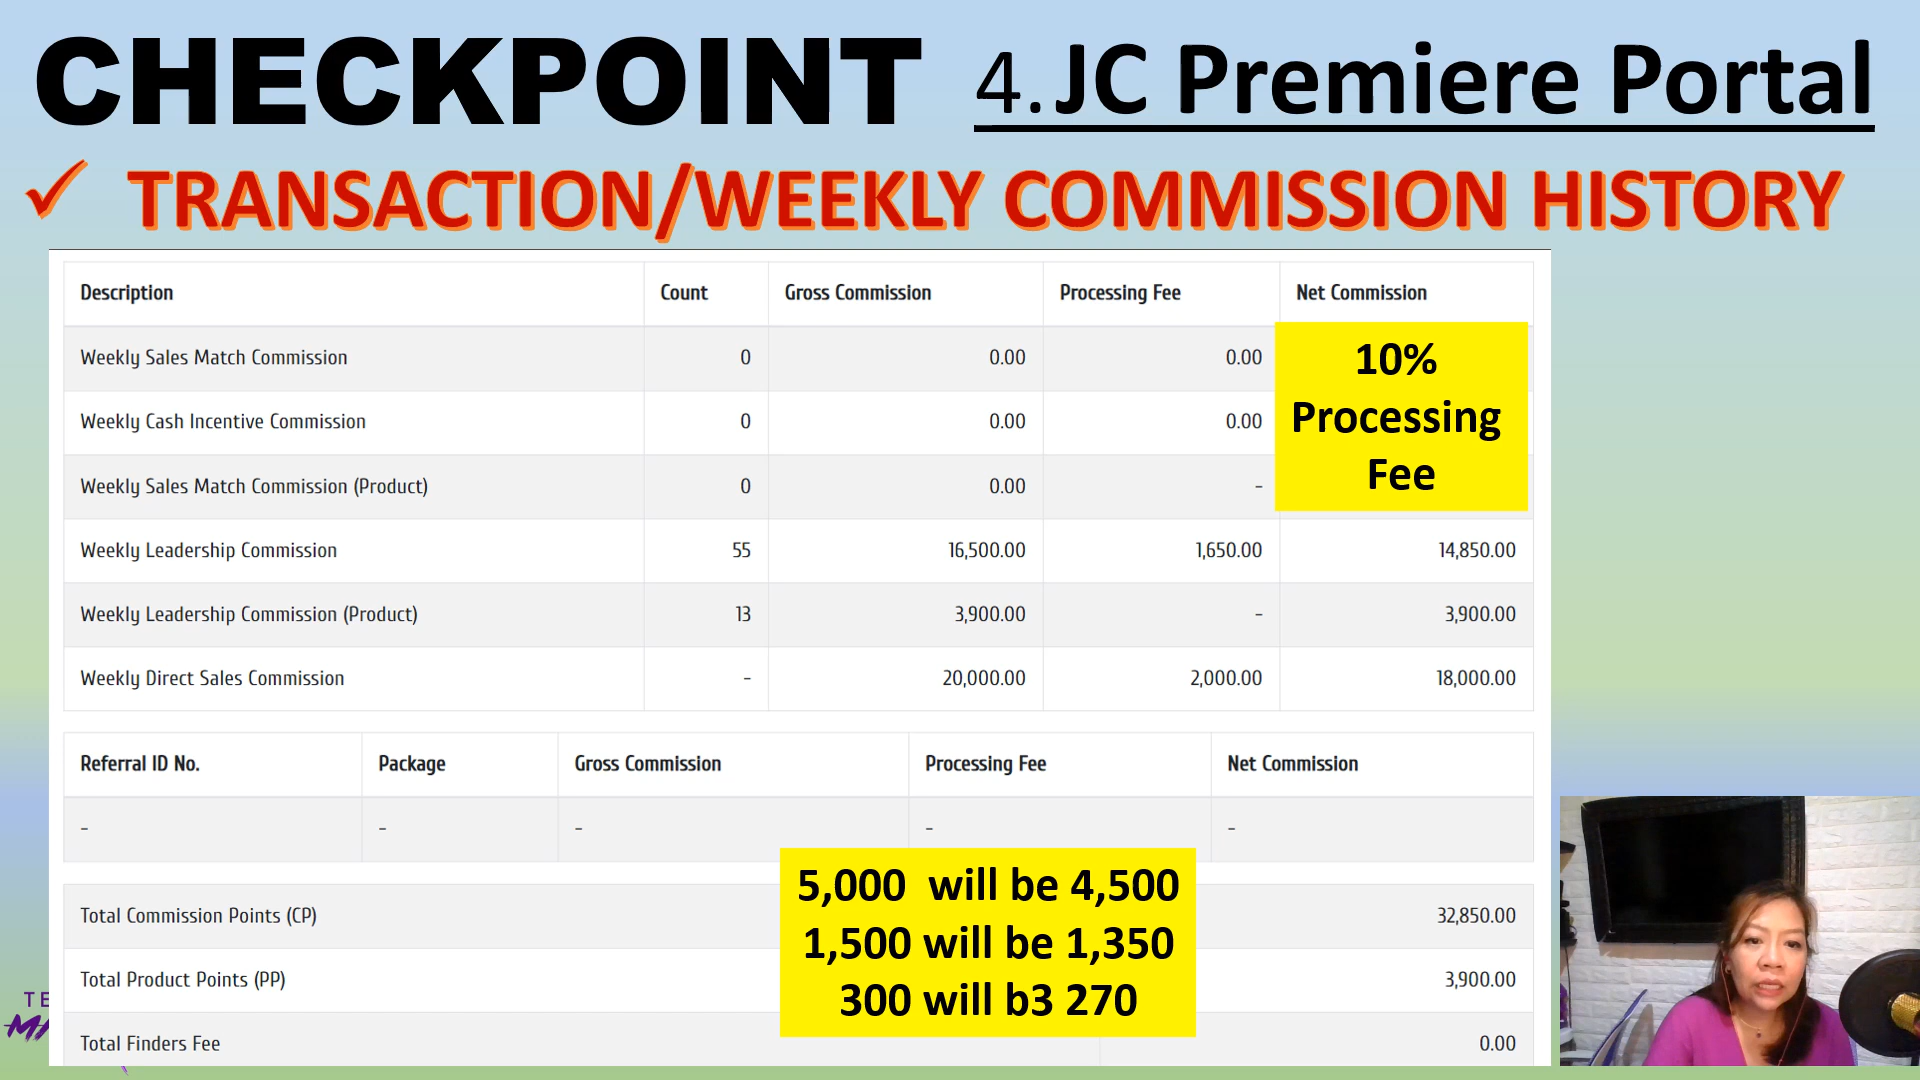 CHECKPOINT 4. JC Premiere Portal
✓ TRANSACTION/WEEKLY COMMISSION HISTORY
Description Count Gross Commission Processing Fee Net Commission
Weekly Sales Match Commission 0 0.00 0.00
Weekly Cash Incentive Commission 0 0.00 0.00
Weekly Sales Match Commission (Product) 0 0.00 -
10%
Processing
Fee
Weekly Leadership Commission 55 16,500.00 1,650.00 14,850.00
Weekly Leadership Commission (Product) 13 3,900.00 - 3,900.00
Weekly Direct Sales Commission - 20,000.00 2,000.00 18,000.00
Referral ID No. Package Gross Commission Processing Fee Net Commission
- - - - -
Total Commission Points (CP) 32,850.00
Total Product Points (PP) 3,900.00
Total Finders Fee 0.00
5,000 will be 4,500
1,500 will be 1,350
300 will b3 270